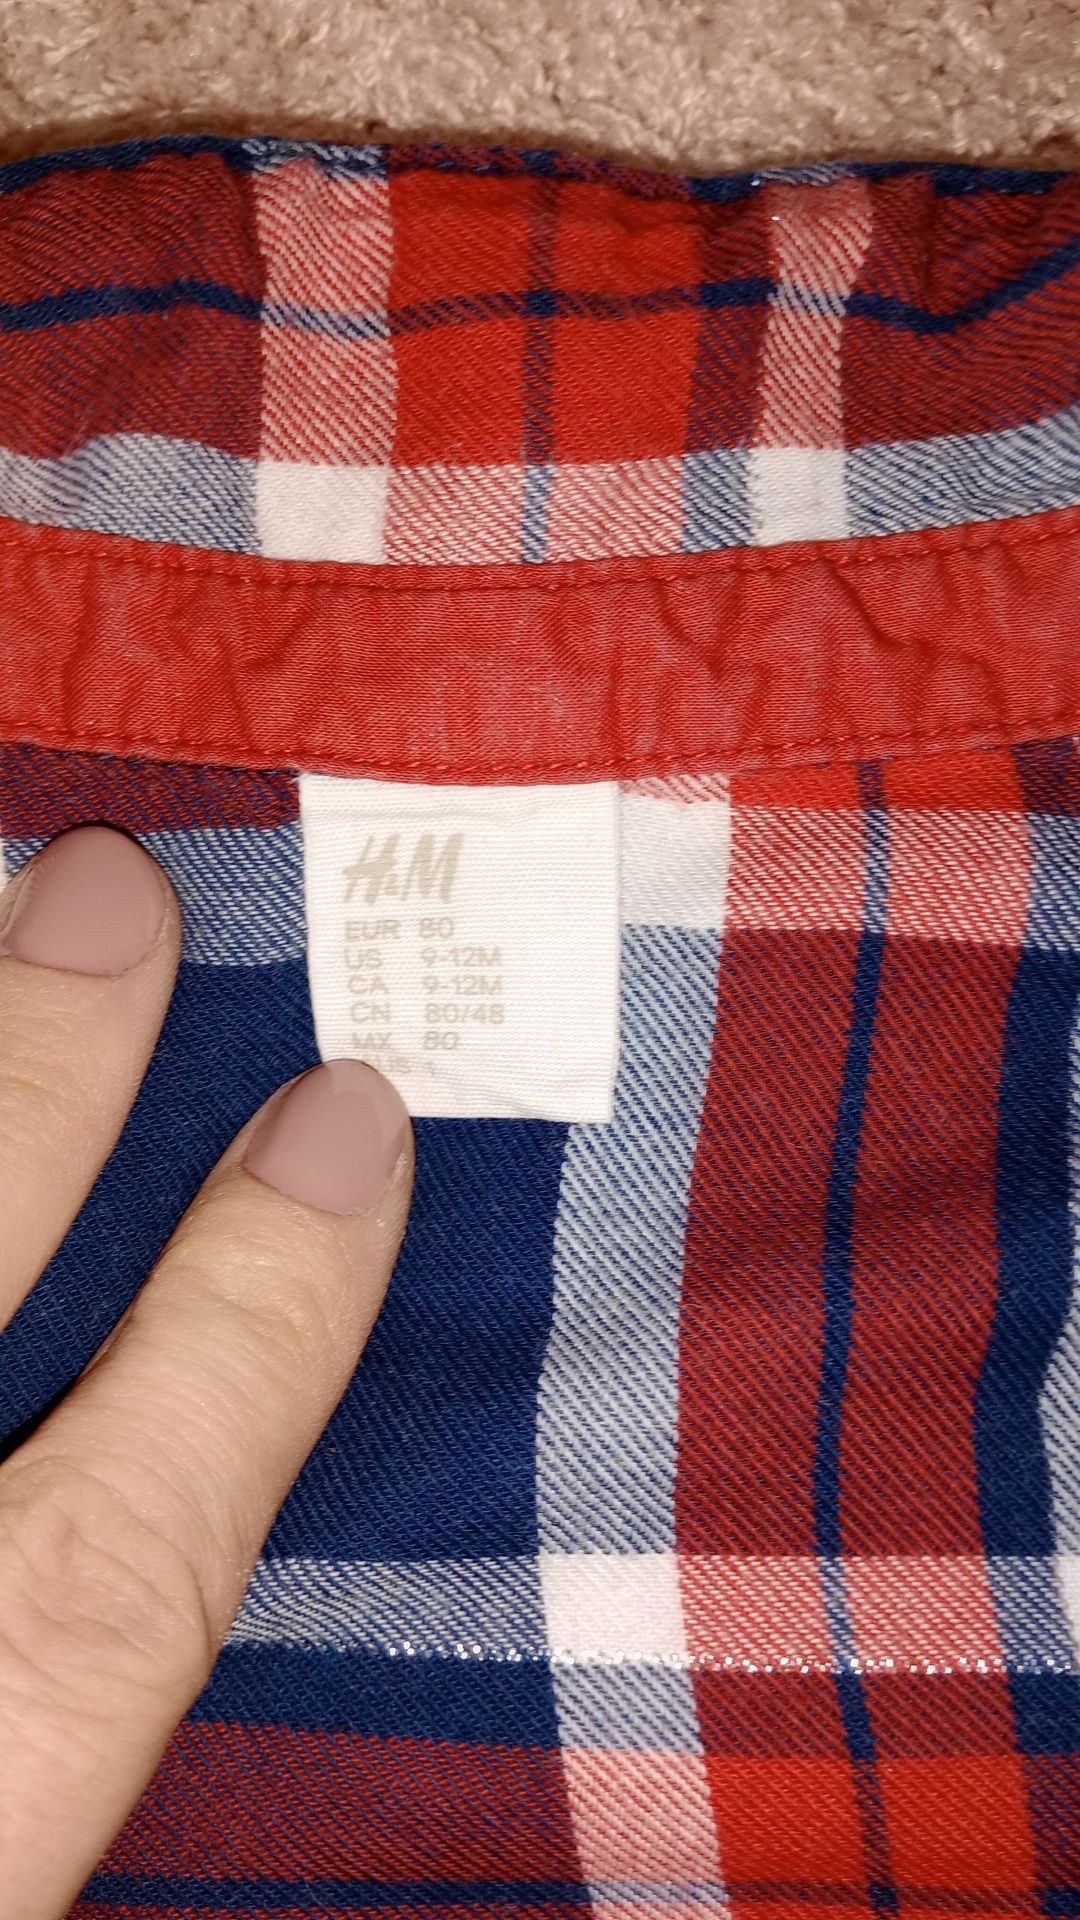 H&M
EUR 80
US 9-12M
CA 9-12M
CN 80/48
MX 80